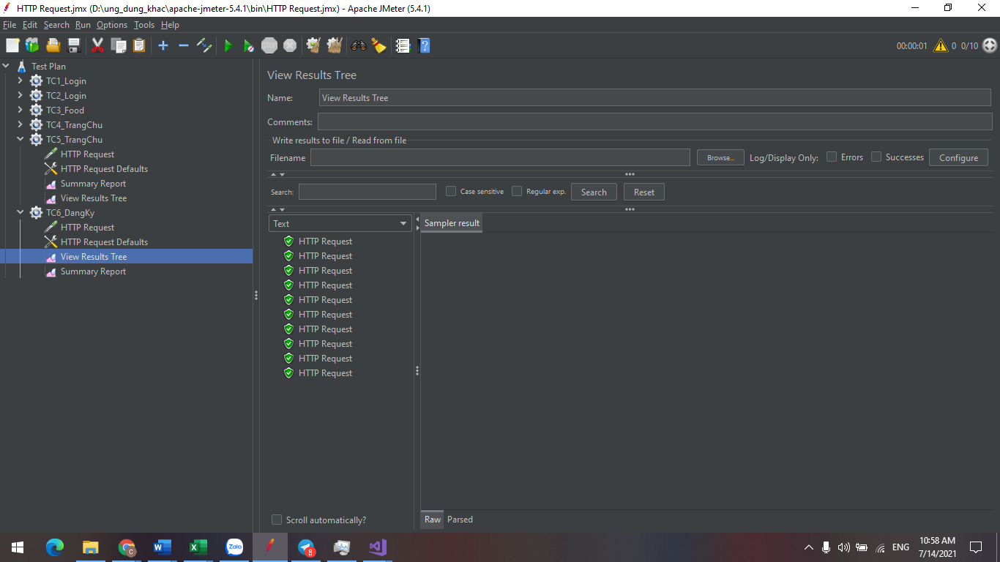 HTTP Request.jmx (D:\ung_dung_khac\apache-jmeter-5.4.1\bin\HTTP Request.jmx) - Apache JMeter (5.4.1)
File Edit Search Run Options Tools Help
STOP
00:00:01 0 0/10
Test Plan
TC1_Login
TC2_Login
TC3_Food
TC4_TrangChu
TC5_TrangChu
HTTP Request
HTTP Request Defaults
Summary Report
View Results Tree
TC6_DangKy
HTTP Request
HTTP Request Defaults
View Results Tree
Summary Report
View Results Tree
Name: View Results Tree
Comments:
Write results to file / Read from file
Filename Browse... Log/Display Only: Errors Successes Configure
Search: Case sensitive Regular exp. Search Reset
Text
Sampler result
HTTP Request
HTTP Request
HTTP Request
HTTP Request
HTTP Request
HTTP Request
HTTP Request
HTTP Request
HTTP Request
HTTP Request
Scroll automatically?
Raw Parsed
Zalo
8
ENG
10:58 AM
7/14/2021